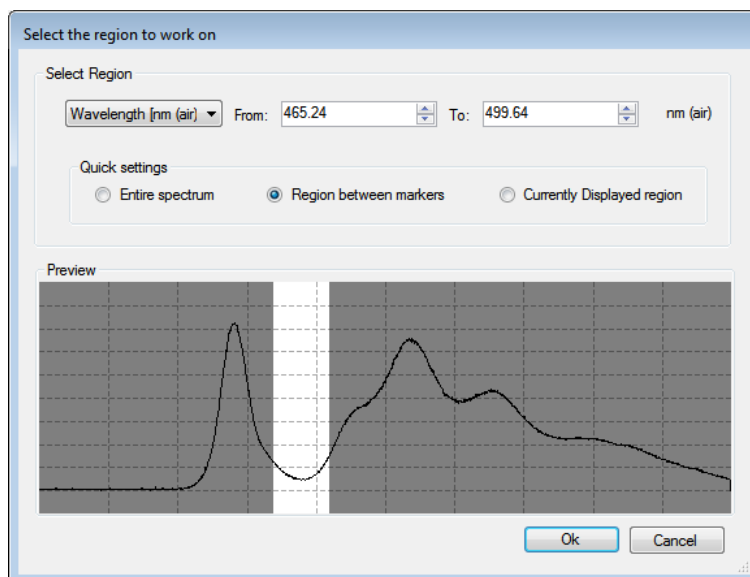 Select the region to work on
Select Region
Wavelength [nm (air) From: 465.24 To: 499.64 nm (air)
Quick settings
Entire spectrum Region between markers Currently Displayed region
Preview
Ok Cancel